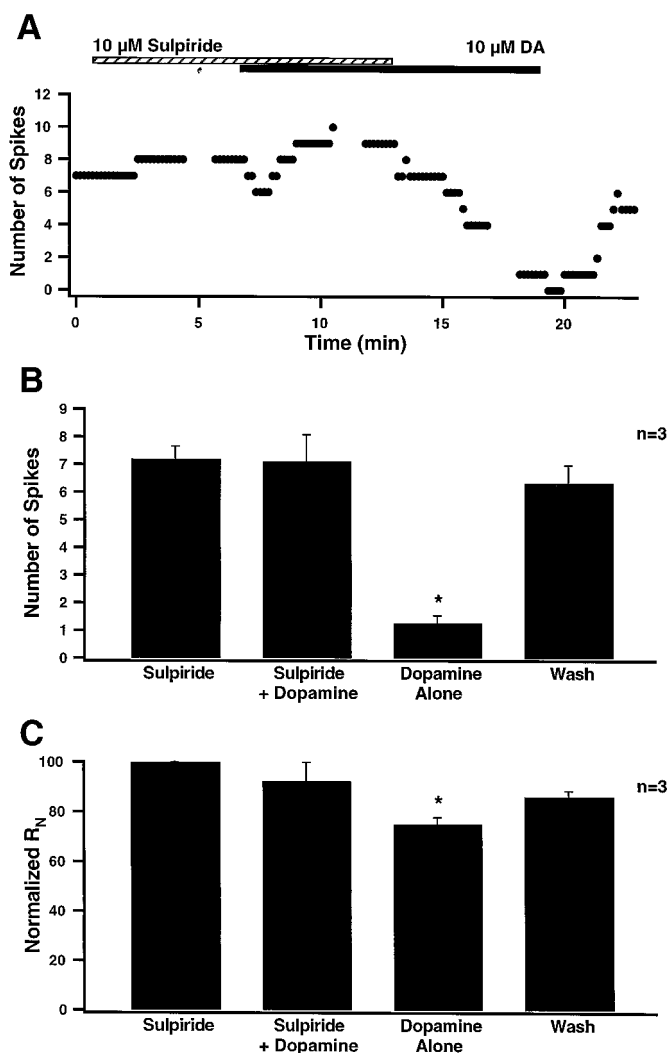 A
10 µM Sulpiride
10 µM DA
12
10
8
6
4
2
0
Number of Spikes
0 5 10 15 20
Time (min)
B
9
8
7
6
5
4
3
2
1
0
Number of Spikes
n=3
*
Sulpiride
Sulpiride
+ Dopamine
Dopamine
Alone
Wash
C
100
80
60
40
20
0
Normalized RN
n=3
*
Sulpiride
Sulpiride
+ Dopamine
Dopamine
Alone
Wash